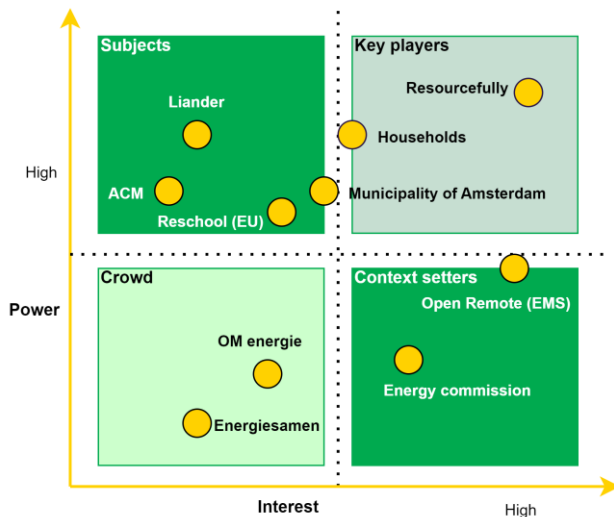 Subjects
Key players
Resourcefully
Liander
Households
High
ACM
Municipality of Amsterdam
Reschool (EU)
Crowd
Context setters
Power
Open Remote (EMS)
OM energie
Energy commission
Energiesamen
Interest
High